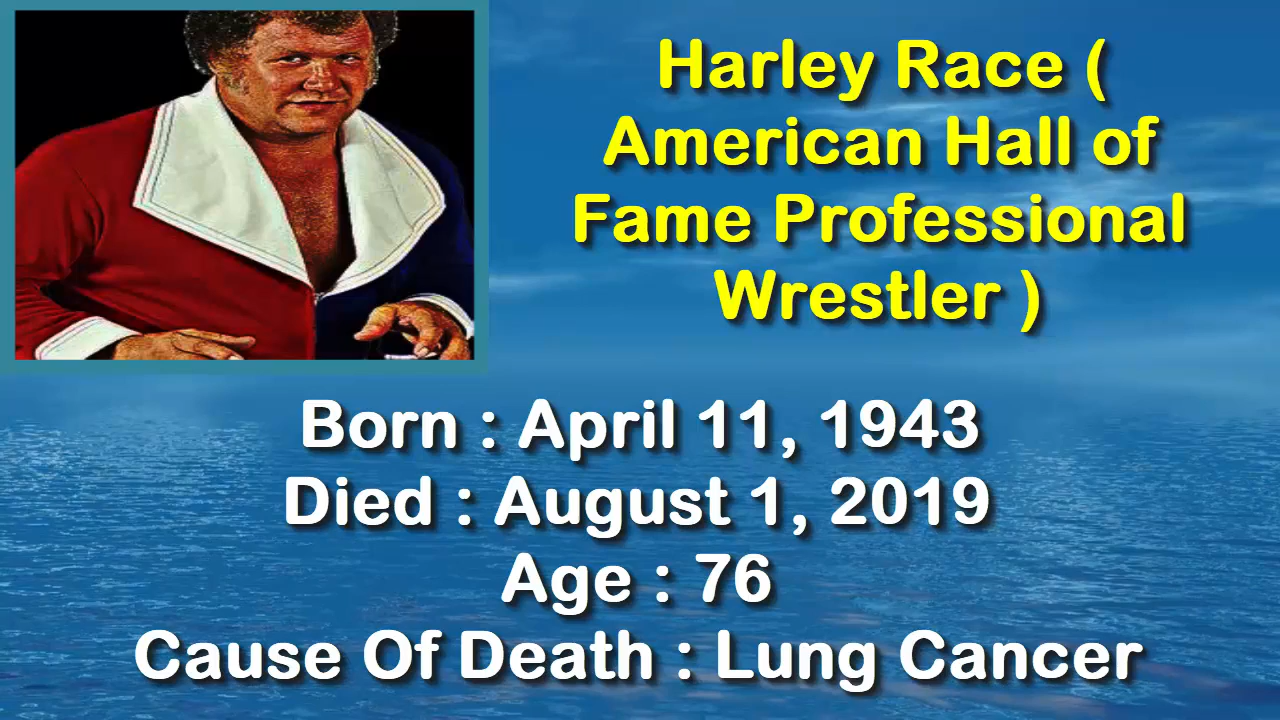 Harley Race (
American Hall of
Fame Professional
Wrestler )
Born : April 11, 1943
Died : August 1, 2019
Age : 76
Cause Of Death : Lung Cancer